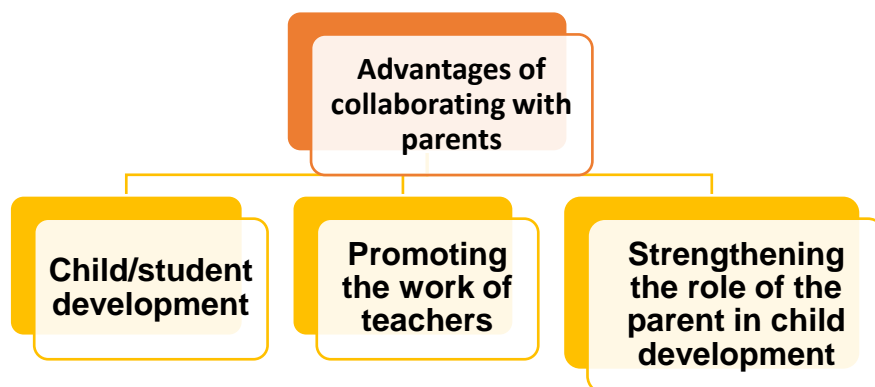 Advantages of
collaborating with
parents
Child/student
development
Promoting
the work of
teachers
Strengthening
the role of the
parent in child
development